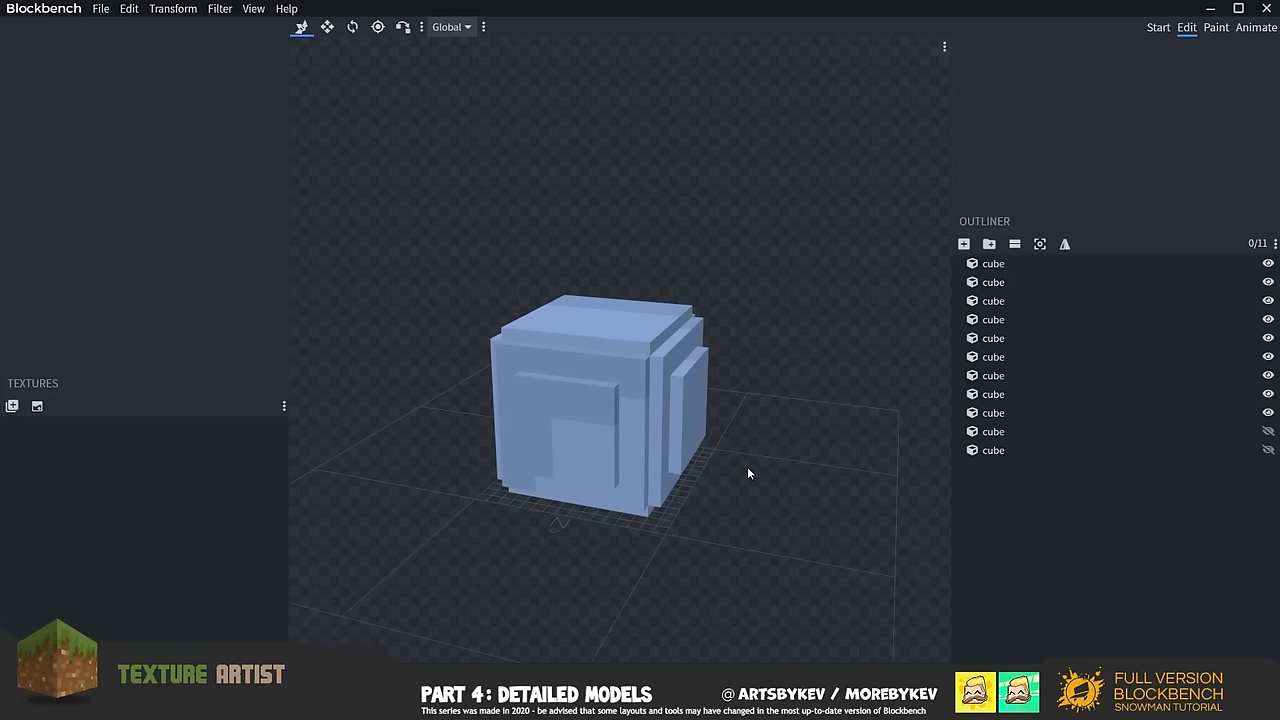 Blockbench File Edit Transform Filter View Help
Global
Start Edit Paint Animate
OUTLINER
0/11
cube
cube
cube
cube
cube
cube
cube
cube
cube
cube
cube
TEXTURES
TEXTURE ARTIST
PART 4: DETAILED MODELS
@ARTSBYKEV / MOREBYKEV
This series was made in 2020 - be advised that some layouts and tools may have changed in the most up-to-date version of Blockbench
FULL VERSION
BLOCKBENCH
SNOWMAN TUTORIAL